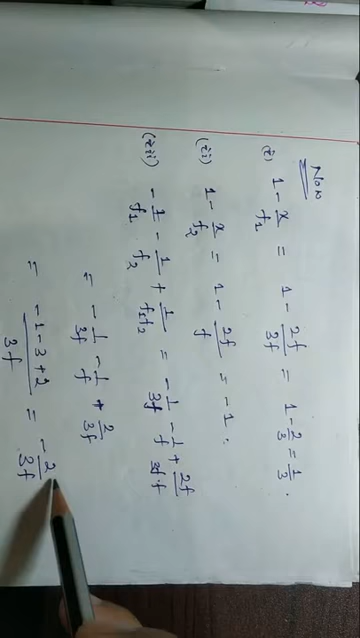 Now
(i) 1 - x/f₁ = 1 - 2f/3f = 1 - 2/3 = 1/3 .
(ii) 1 - x/f₂ = 1 - 2f/f = - 1 .
(iii) - 1/f₁ - 1/f₂ + x/f₁f₂ = - 1/3f - 1/f + 2f/3f·f
= - 1/3f - 1/f + 2/3f
= (-1-3+2)/3f = - 2/3f